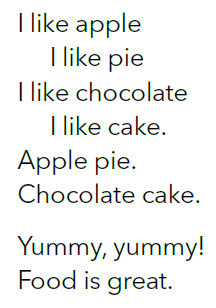 I like apple
I like pie
I like chocolate
I like cake.
Apple pie.
Chocolate cake.
Yummy, yummy!
Food is great.